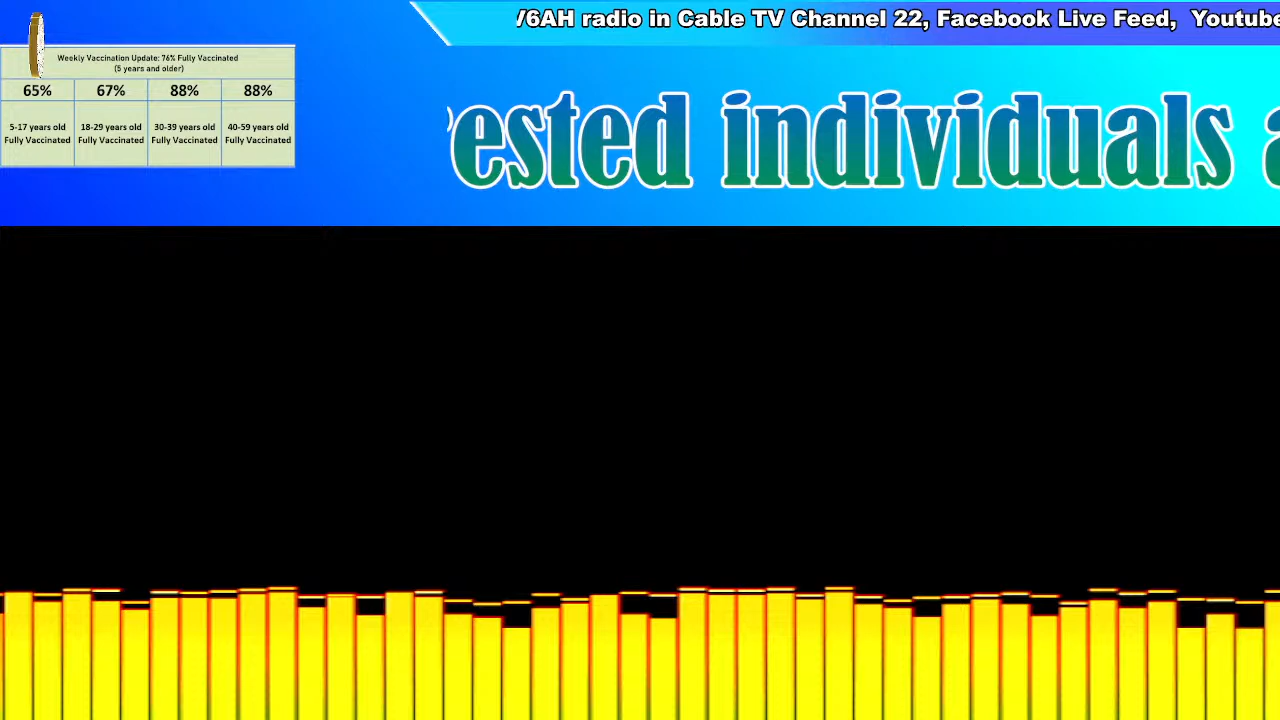 /6AH radio in Cable TV Channel 22, Facebook Live Feed, Youtube
Weekly Vaccination Update: 76% Fully Vaccinated
(5 years and older)
65% 67% 88% 88%
5-17 years old 18-29 years old 30-39 years old 40-59 years old
Fully Vaccinated Fully Vaccinated Fully Vaccinated Fully Vaccinated
ested individuals a